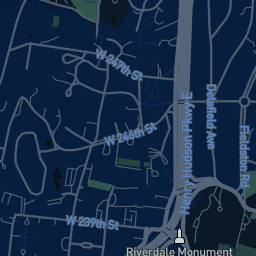 W 247th St
Henry Hudson Pkwy E
Delafield Ave
Fieldston Rd
W 246th St
W 239th St
Riverdale Monument